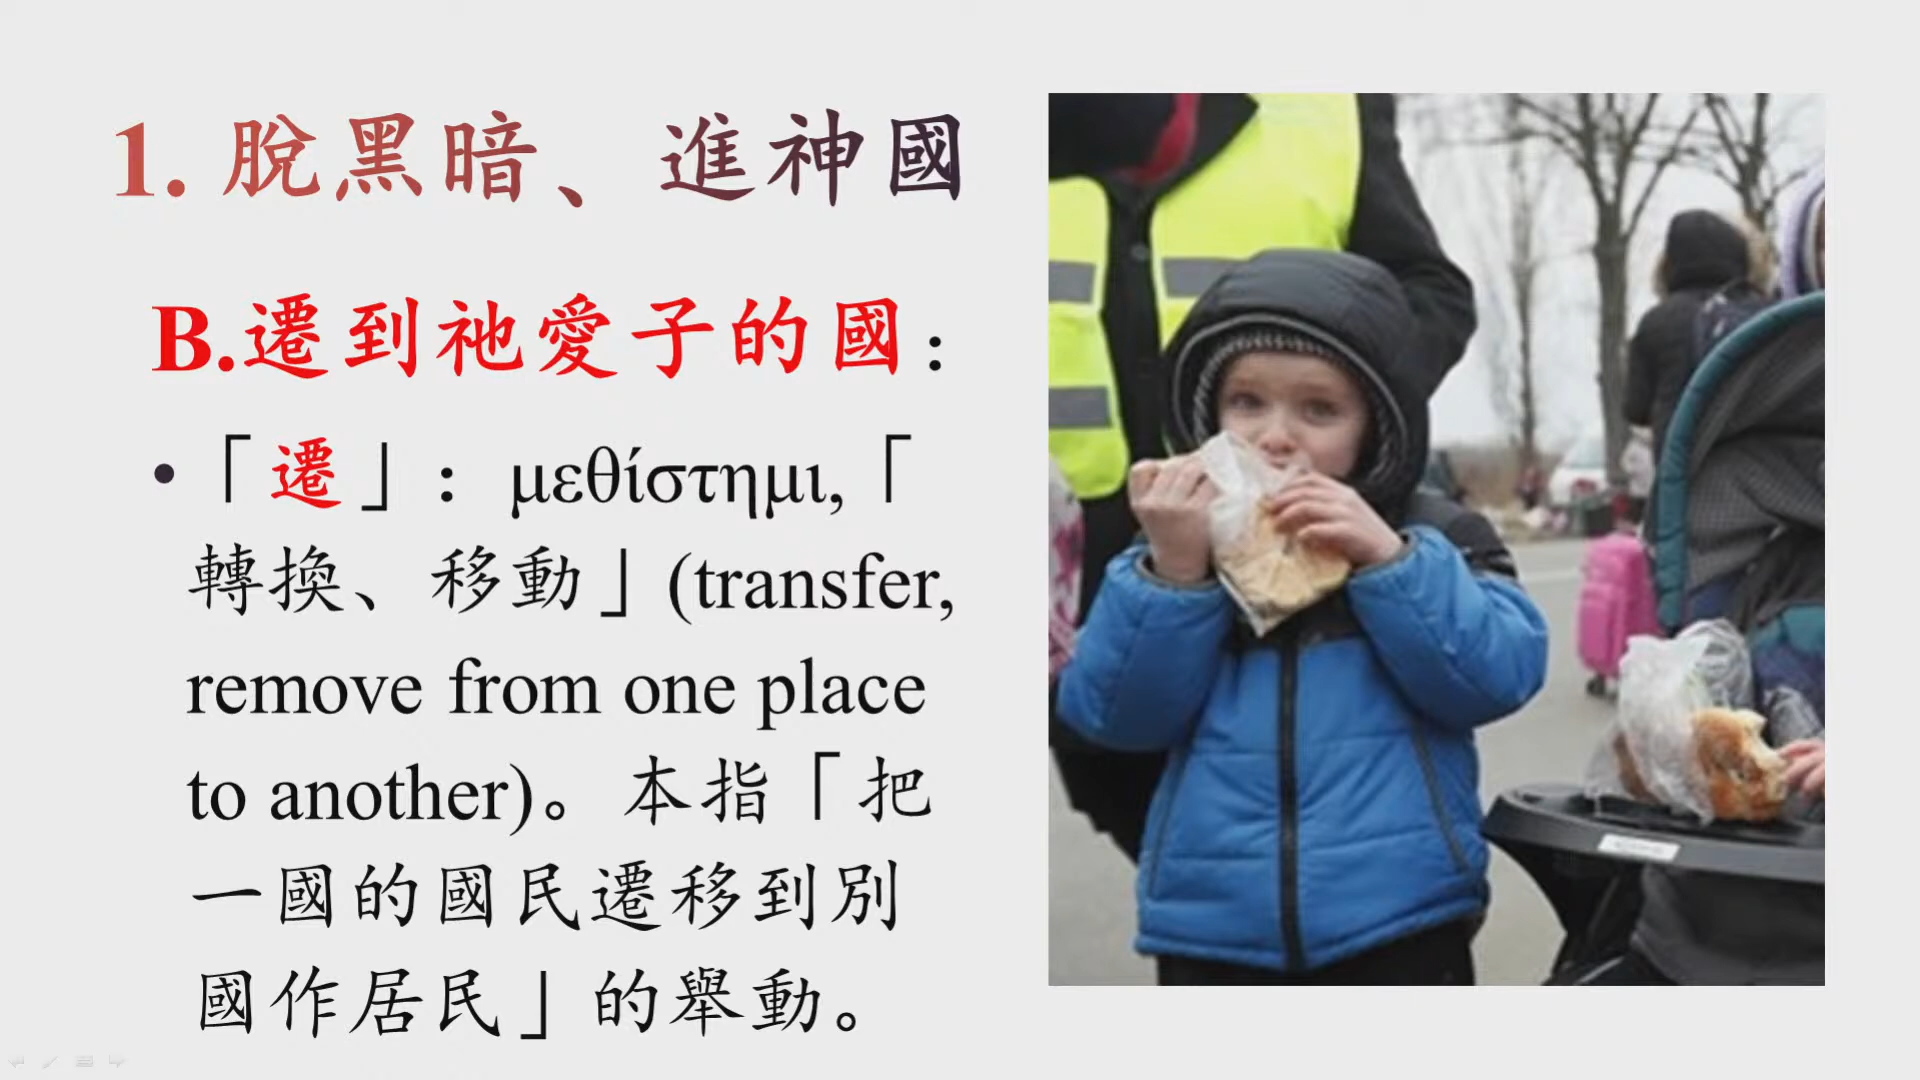 1. 脫黑暗、進神國
B.遷到祂愛子的國：
•「遷」：μεθίστημι,「
轉換、移動」(transfer,
remove from one place
to another)。本指「把
一國的國民遷移到別
國作居民」的舉動。